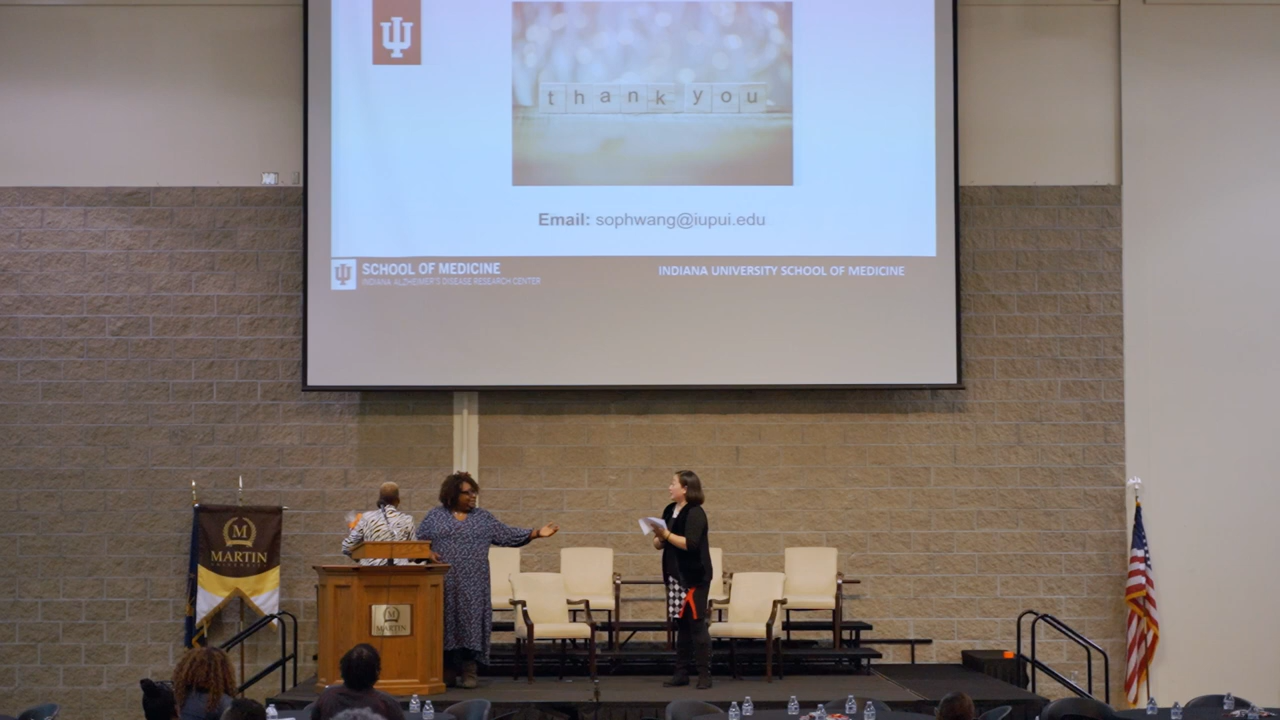 thank you
Email: sophwang@iupui.edu
SCHOOL OF MEDICINE
INDIANA ALZHEIMER'S DISEASE RESEARCH CENTER
INDIANA UNIVERSITY SCHOOL OF MEDICINE
M
MARTIN
UNIVERSITY
M
MARTIN